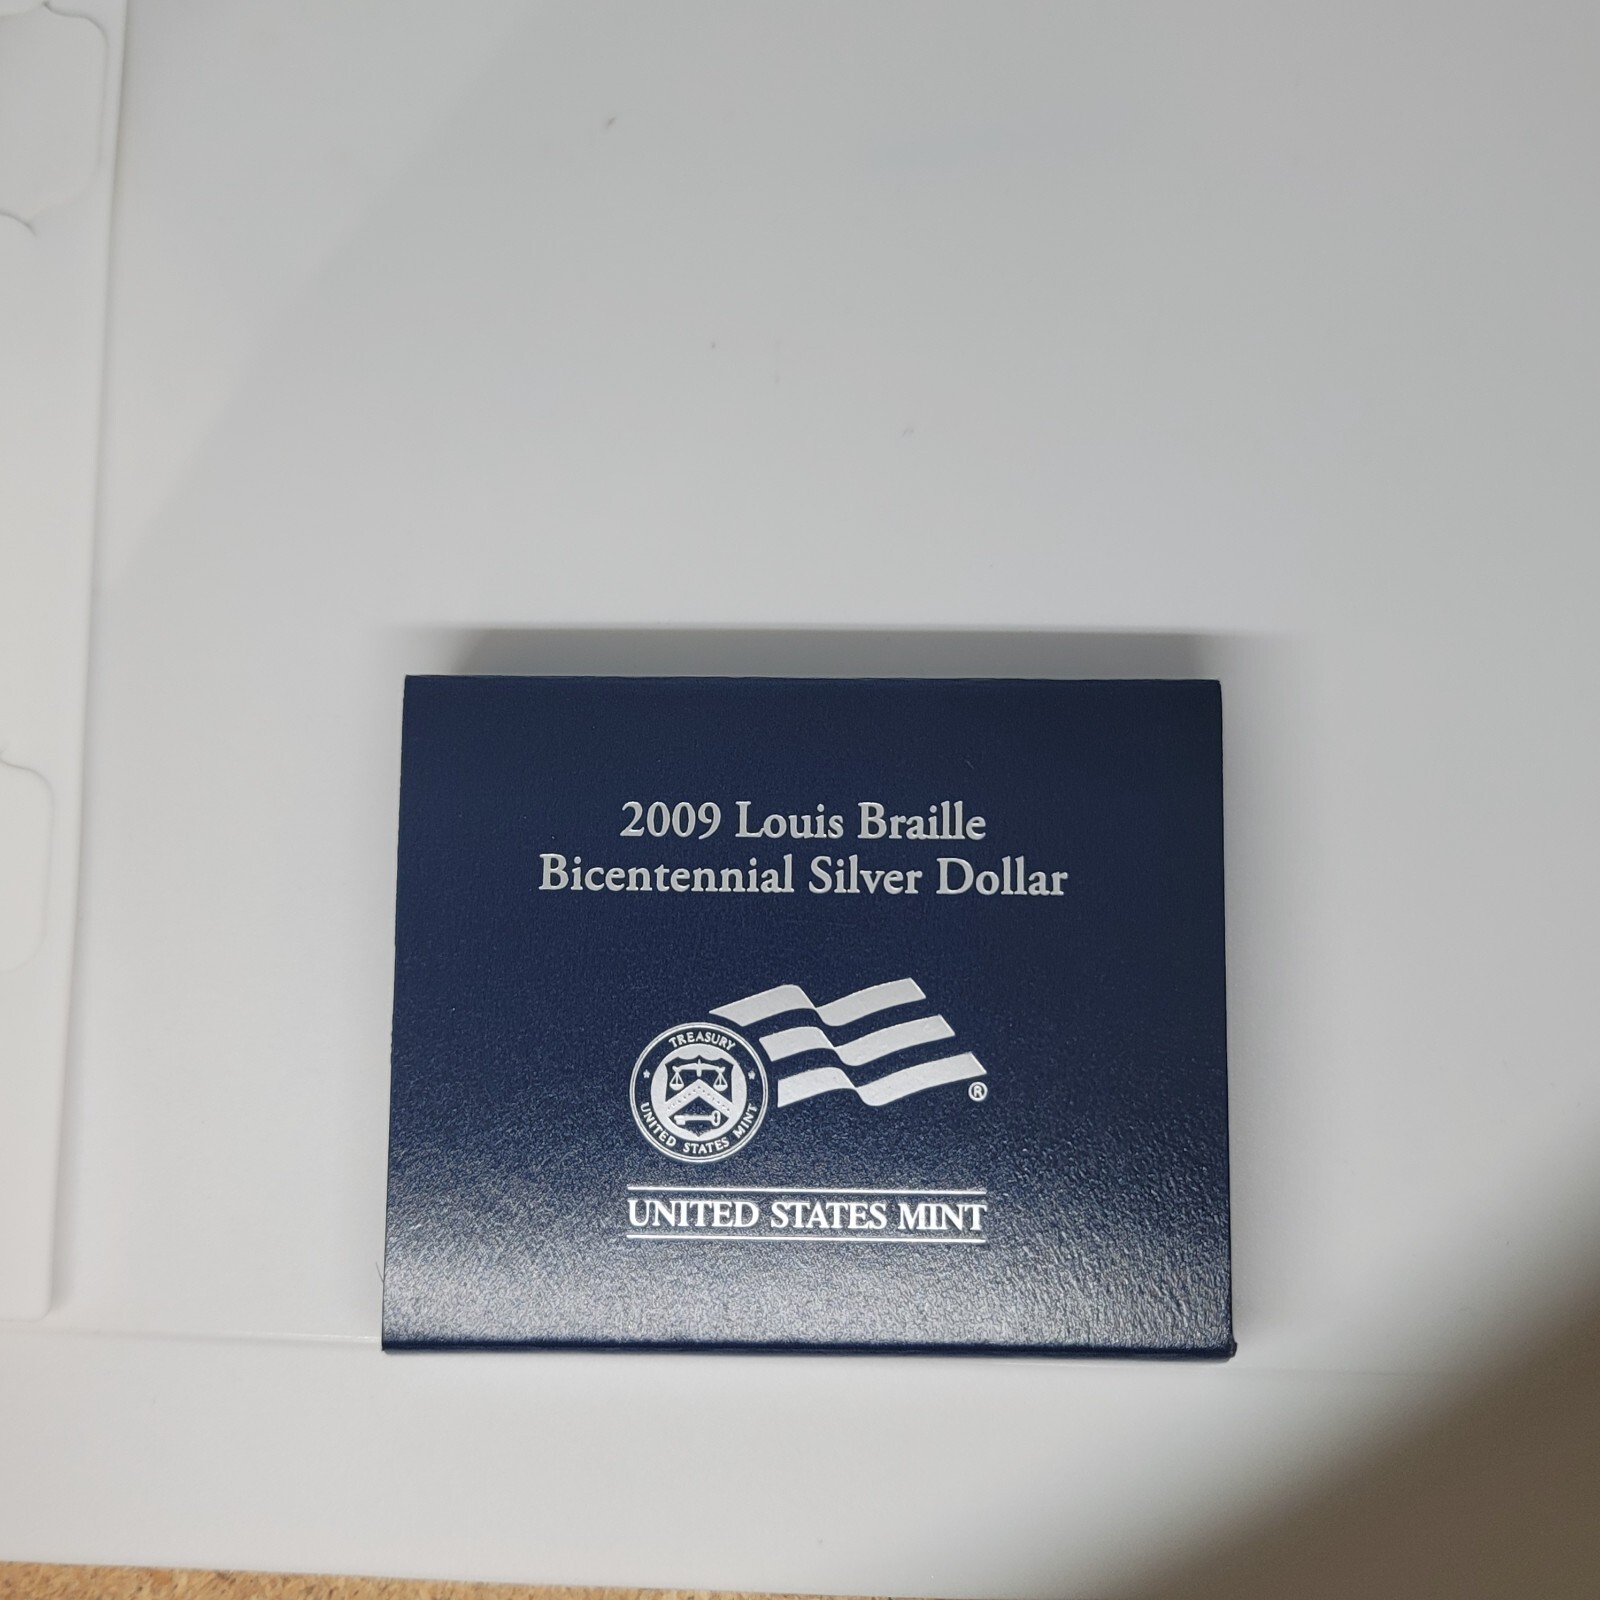 2009 Louis Braille
Bicentennial Silver Dollar
TREASURY
UNITED STATES MINT
®
UNITED STATES MINT